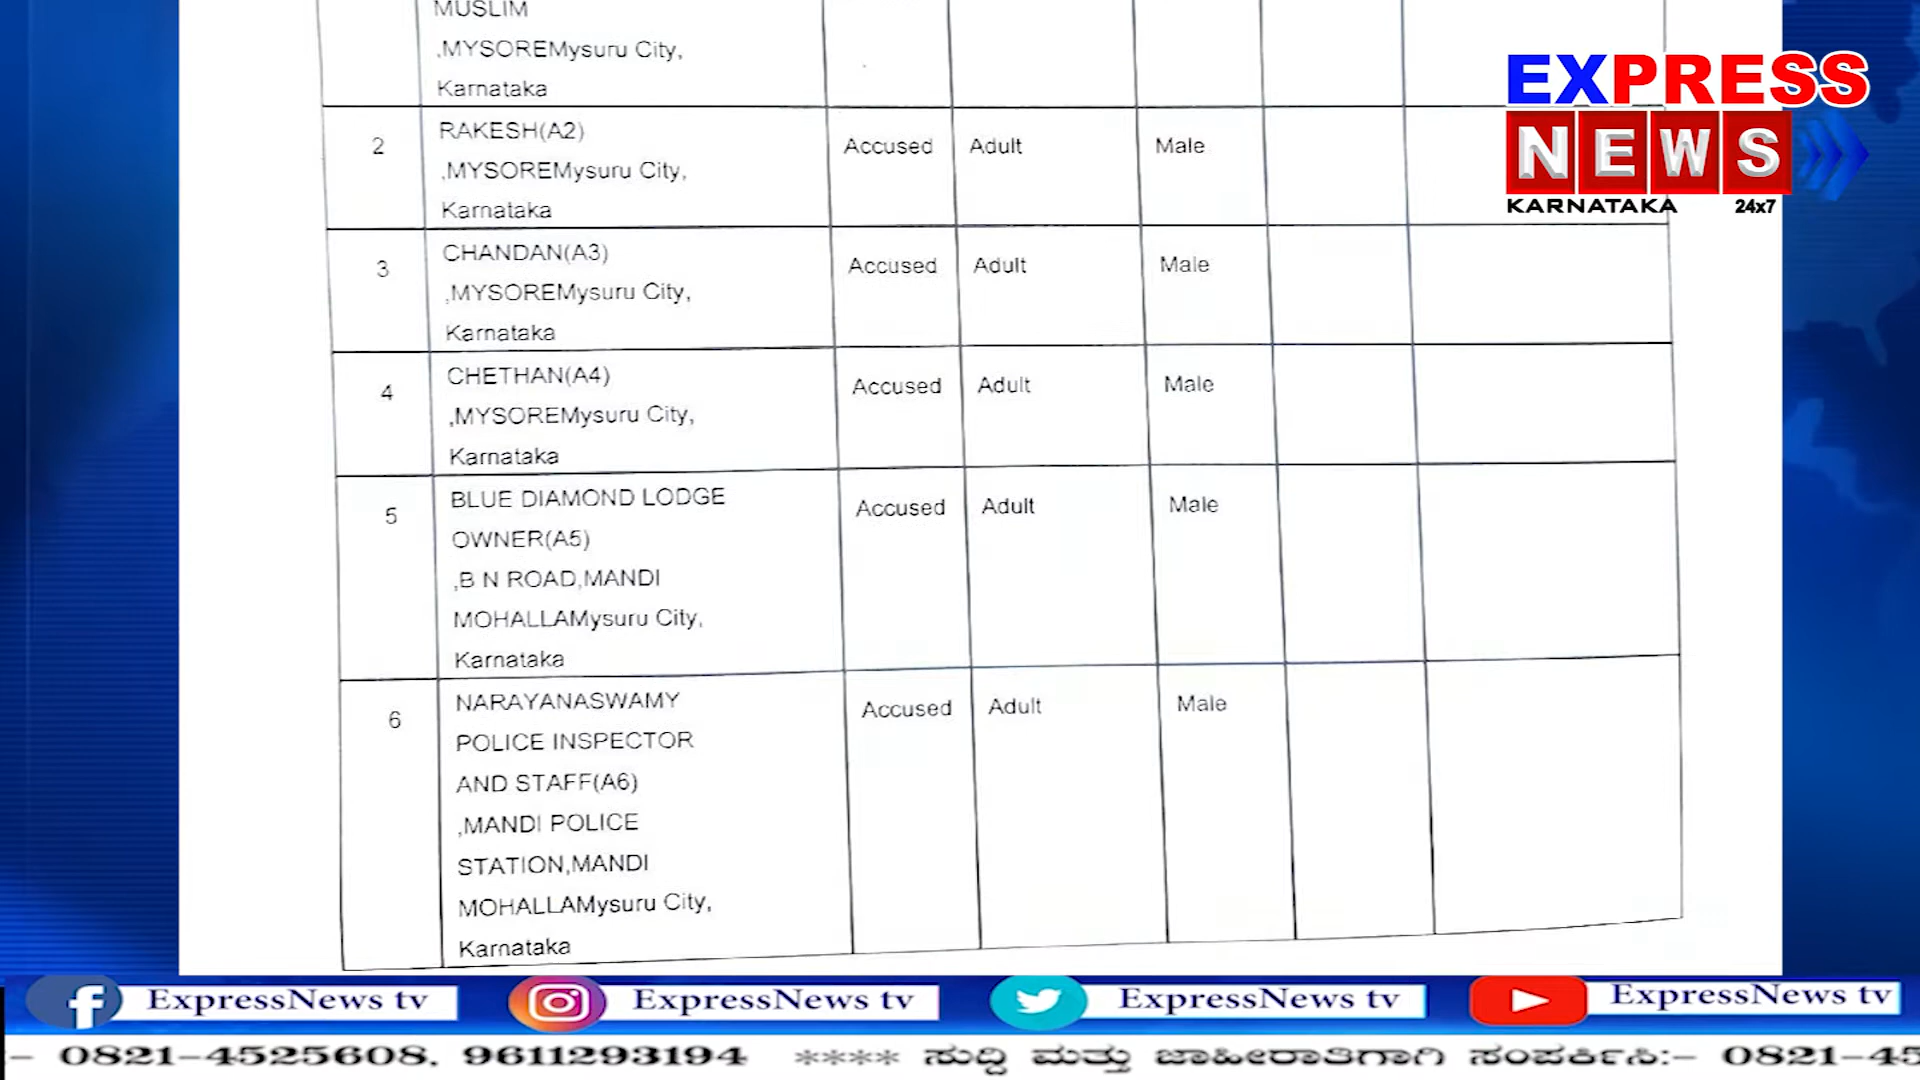 MUSLIM
,MYSOREMysuru City,
Karnataka
2 RAKESH(A2) Accused Adult Male
,MYSOREMysuru City,
Karnataka
3 CHANDAN(A3) Accused Adult Male
,MYSOREMysuru City,
Karnataka
4 CHETHAN(A4) Accused Adult Male
,MYSOREMysuru City,
Karnataka
5 BLUE DIAMOND LODGE Accused Adult Male
OWNER(A5)
,B N ROAD,MANDI
MOHALLAMysuru City,
Karnataka
6 NARAYANASWAMY Accused Adult Male
POLICE INSPECTOR
AND STAFF(A6)
,MANDI POLICE
STATION,MANDI
MOHALLAMysuru City,
Karnataka
EXPRESS
NEWS
KARNATAKA 24x7
ExpressNews tv ExpressNews tv ExpressNews tv ExpressNews tv
:- 0821-4525608, 9611293194 **** ಸುದ್ದಿ ಮತ್ತು ಜಾಹೀರಾತಿಗಾಗಿ ಸಂಪರ್ಕಿಸಿ:- 0821-45